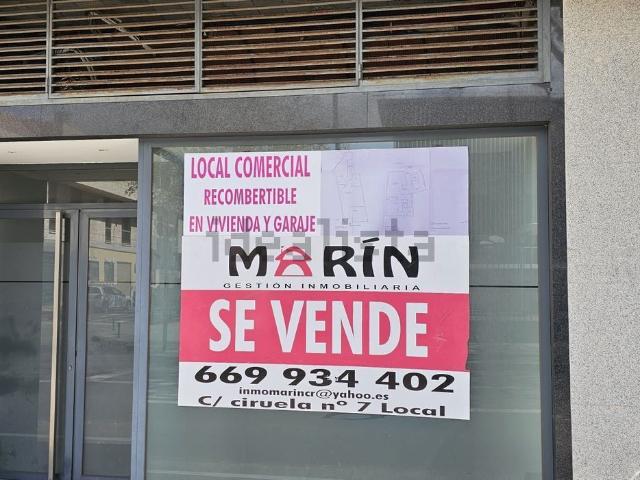 LOCAL COMERCIAL
RECOMBERTIBLE
EN VIVIENDA Y GARAJE
idealista
MARÍN
GESTIÓN INMOBILIARIA
SE VENDE
669 934 402
inmomarincr@yahoo.es
C/ ciruela nº 7 Local